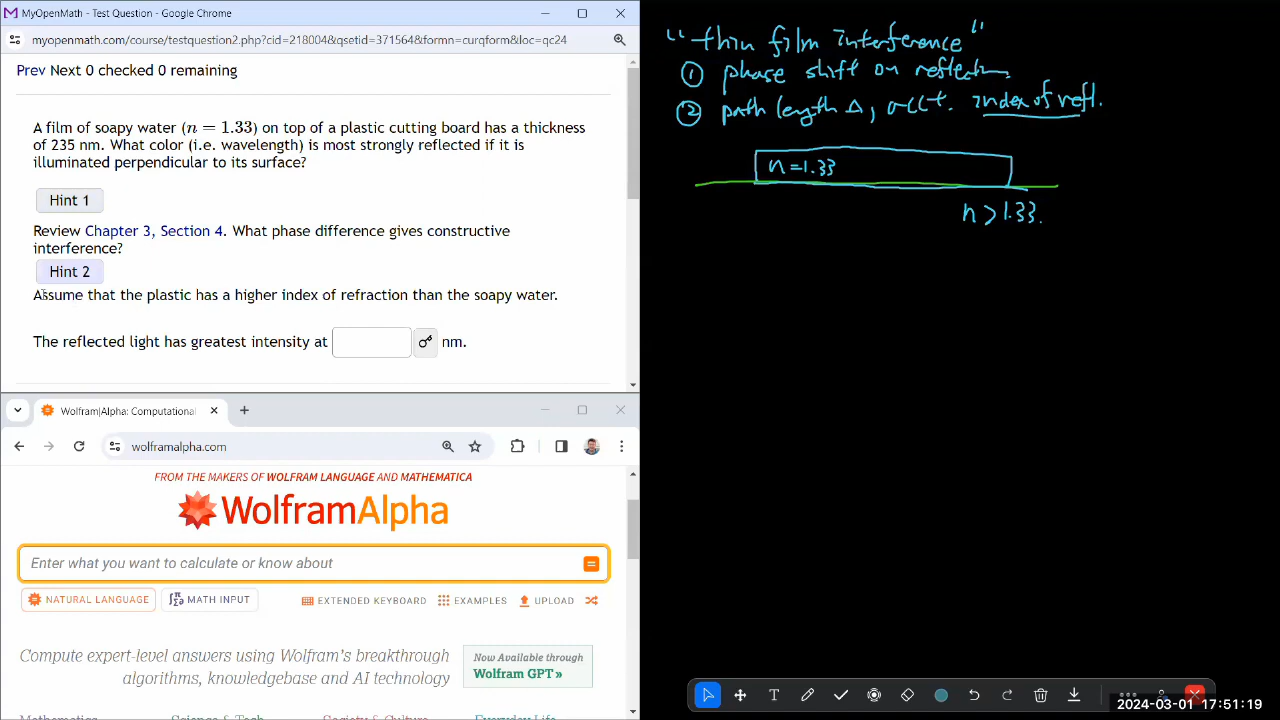 MyOpenMath - Test Question - Google Chrome
myopenmath.com/course/testquestion2.php?cid=218004&qsetid=371564&formn=curqform&loc=qc24
Prev Next 0 checked 0 remaining
A film of soapy water (n = 1.33) on top of a plastic cutting board has a thickness
of 235 nm. What color (i.e. wavelength) is most strongly reflected if it is
illuminated perpendicular to its surface?
Hint 1
Review Chapter 3, Section 4. What phase difference gives constructive
interference?
Hint 2
Assume that the plastic has a higher index of refraction than the soapy water.
The reflected light has greatest intensity at nm.
Wolfram|Alpha: Computational
wolframalpha.com
FROM THE MAKERS OF WOLFRAM LANGUAGE AND MATHEMATICA
WolframAlpha
Enter what you want to calculate or know about
NATURAL LANGUAGE MATH INPUT EXTENDED KEYBOARD EXAMPLES UPLOAD
Compute expert-level answers using Wolfram's breakthrough
algorithms, knowledgebase and AI technology
Now Available through
Wolfram GPT »
Mathematics Science & Tech Society & Culture Everyday Life
"thin film interference"
① phase shift on reflection.
② path length Δ, acct. index of refl.
n = 1.33
n > 1.33.
2024-03-01 17:51:19